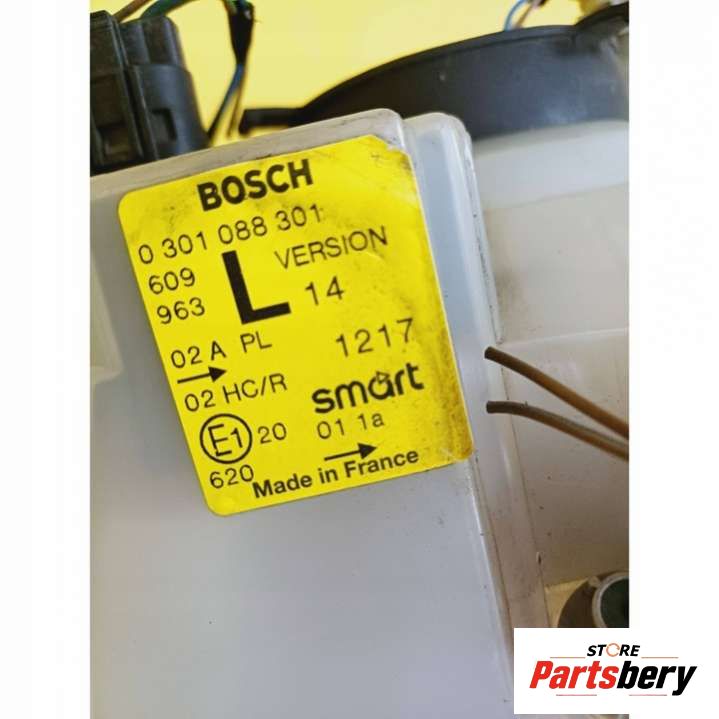 BOSCH
0 301 088 301
609
963
L
VERSION
14
02 A PL
1217
02 HC/R
smart
E1 20
01 1a
620
Made in France
STORE
Partsbery